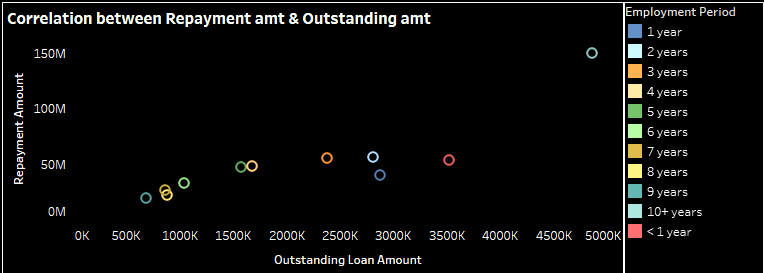 Correlation between Repayment amt & Outstanding amt
Repayment Amount
150M
100M
50M
0M
0K 500K 1000K 1500K 2000K 2500K 3000K 3500K 4000K 4500K 5000K
Outstanding Loan Amount
Employment Period
1 year
2 years
3 years
4 years
5 years
6 years
7 years
8 years
9 years
10+ years
< 1 year